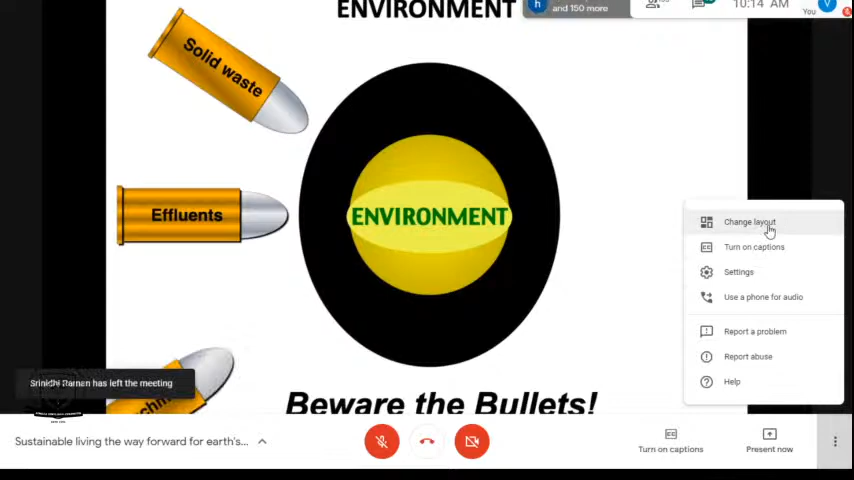 ENVIRONMENT
h
and 150 more
10:14 AM
V
You
Solid waste
Effluents
ENVIRONMENT
Change layout
Turn on captions
Settings
Use a phone for audio
Report a problem
Report abuse
Help
Srinidhi Raman has left the meeting
Beware the Bullets!
Sustainable living the way forward for earth's...
Turn on captions
Present now